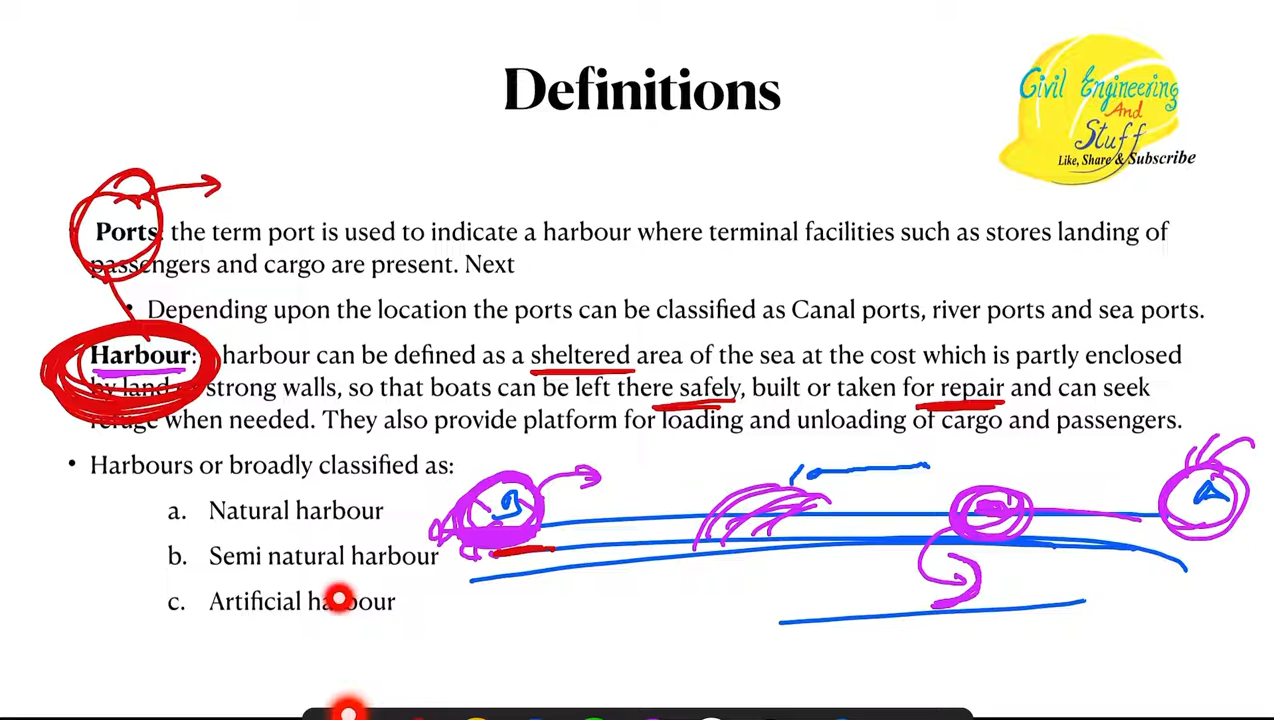 Definitions
Civil Engineering
And
Stuff
Like, Share & Subscribe
Ports: the term port is used to indicate a harbour where terminal facilities such as stores landing of
passengers and cargo are present. Next
• Depending upon the location the ports can be classified as Canal ports, river ports and sea ports.
Harbour: harbour can be defined as a sheltered area of the sea at the cost which is partly enclosed
by land strong walls, so that boats can be left there safely, built or taken for repair and can seek
refuge when needed. They also provide platform for loading and unloading of cargo and passengers.
• Harbours or broadly classified as:
a. Natural harbour
b. Semi natural harbour
c. Artificial harbour